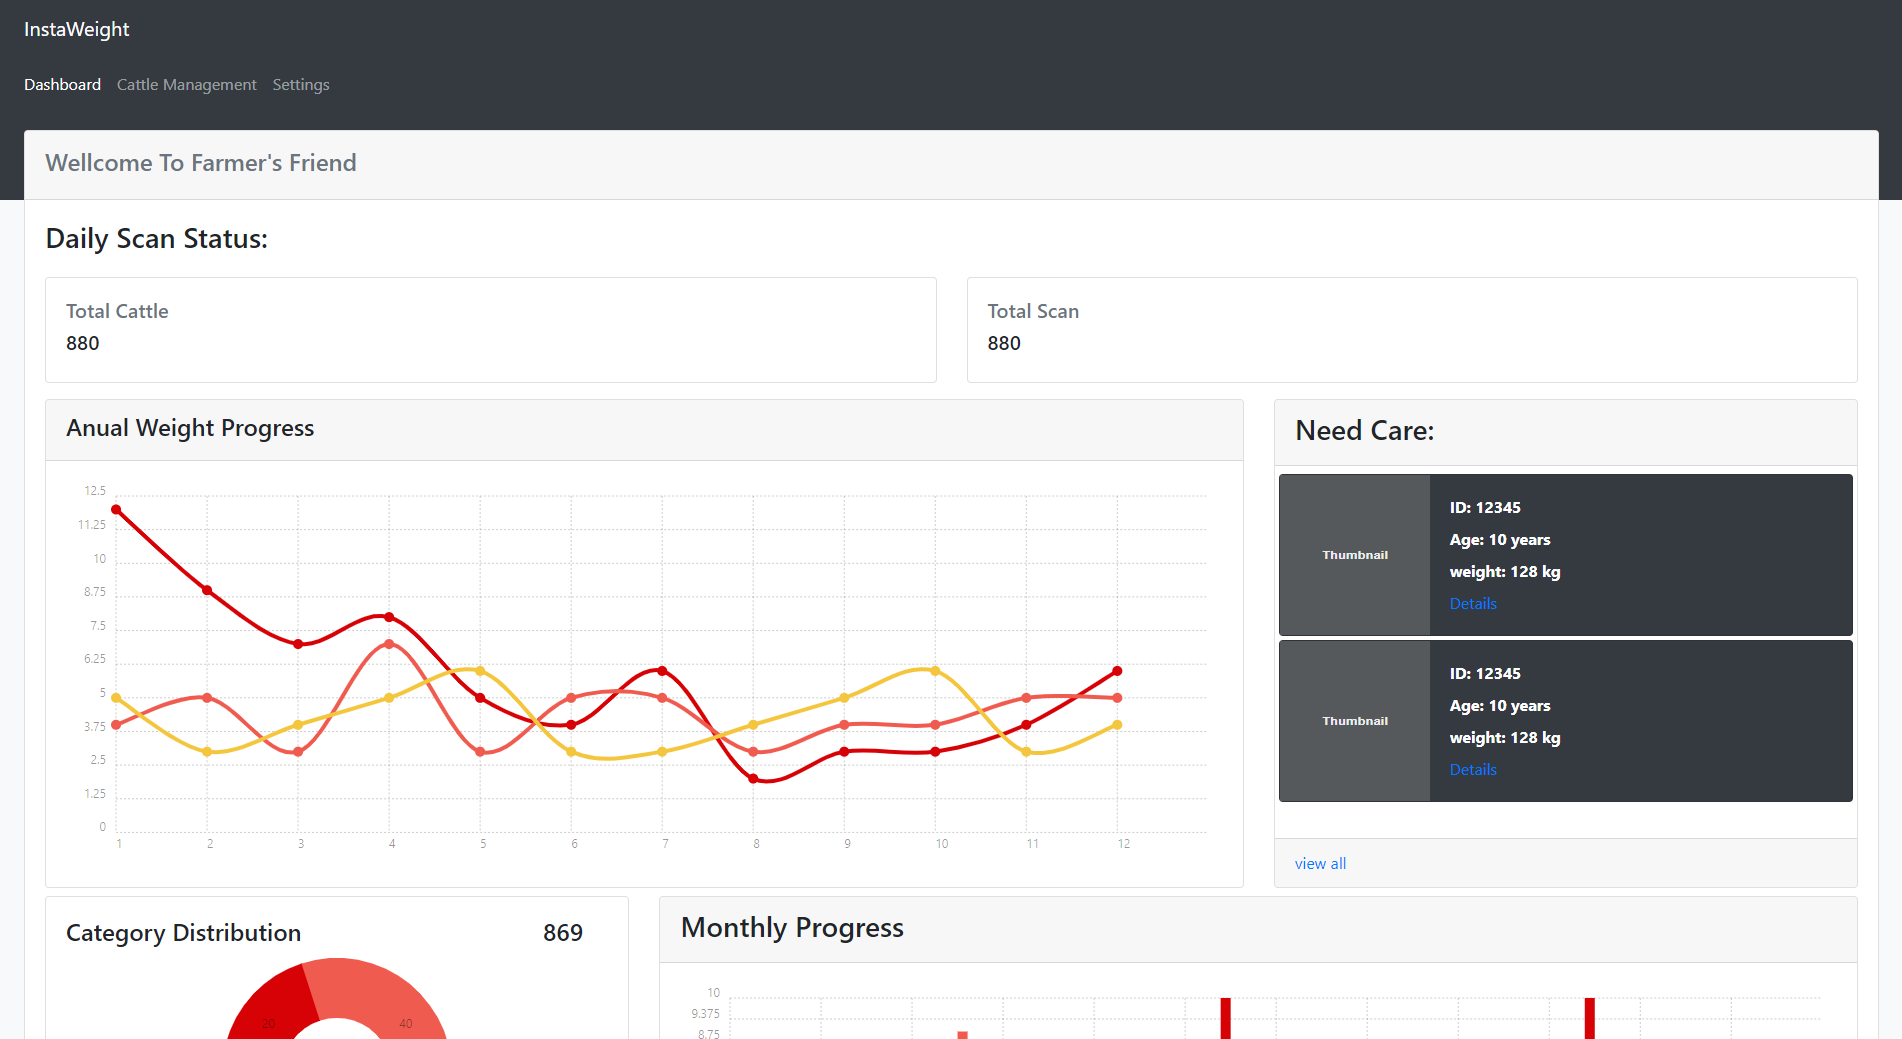 InstaWeight
Dashboard Cattle Management Settings
Wellcome To Farmer's Friend
Daily Scan Status:
Total Cattle
880
Total Scan
880
Anual Weight Progress
12.5
11.25
10
8.75
7.5
6.25
5
3.75
2.5
1.25
0
1 2 3 4 5 6 7 8 9 10 11 12
Need Care:
Thumbnail
ID: 12345
Age: 10 years
weight: 128 kg
Details
Thumbnail
ID: 12345
Age: 10 years
weight: 128 kg
Details
view all
Category Distribution 869
20 40
Monthly Progress
10
9.375
8.75